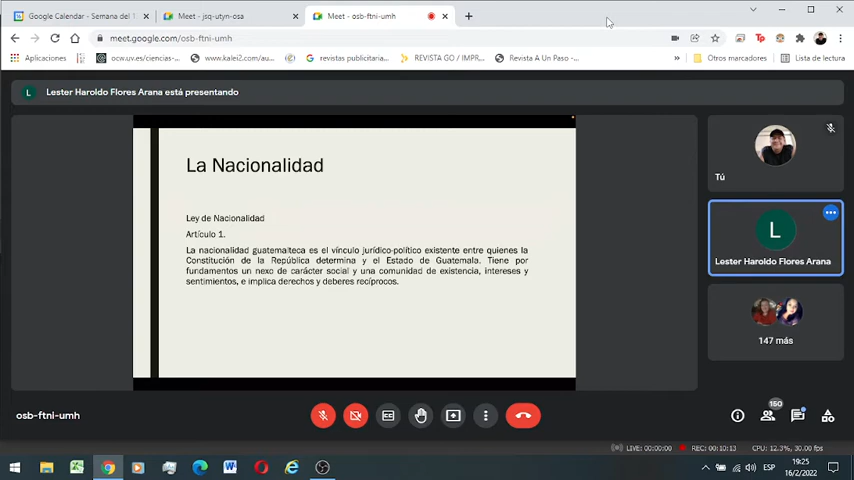 Google Calendar - Semana del 1
Meet - jsq-utyn-osa
Meet - osb-ftni-umh
meet.google.com/osb-ftni-umh
Aplicaciones
ocw.uv.es/ciencias-...
www.kalei2.com/au...
revistas publicitaria...
REVISTA GO / IMPR...
Revista A Un Paso -...
Otros marcadores
Lista de lectura
L
Lester Haroldo Flores Arana está presentando
La Nacionalidad
Ley de Nacionalidad
Artículo 1.
La nacionalidad guatemalteca es el vínculo jurídico-político existente entre quienes la
Constitución de la República determina y el Estado de Guatemala. Tiene por
fundamentos un nexo de carácter social y una comunidad de existencia, intereses y
sentimientos, e implica derechos y deberes recíprocos.
Tú
L
Lester Haroldo Flores Arana
147 más
osb-ftni-umh
150
LIVE: 00:00:00
REC: 00:10:13
CPU: 12.3%, 30.00 fps
ESP
19:25
16/2/2022